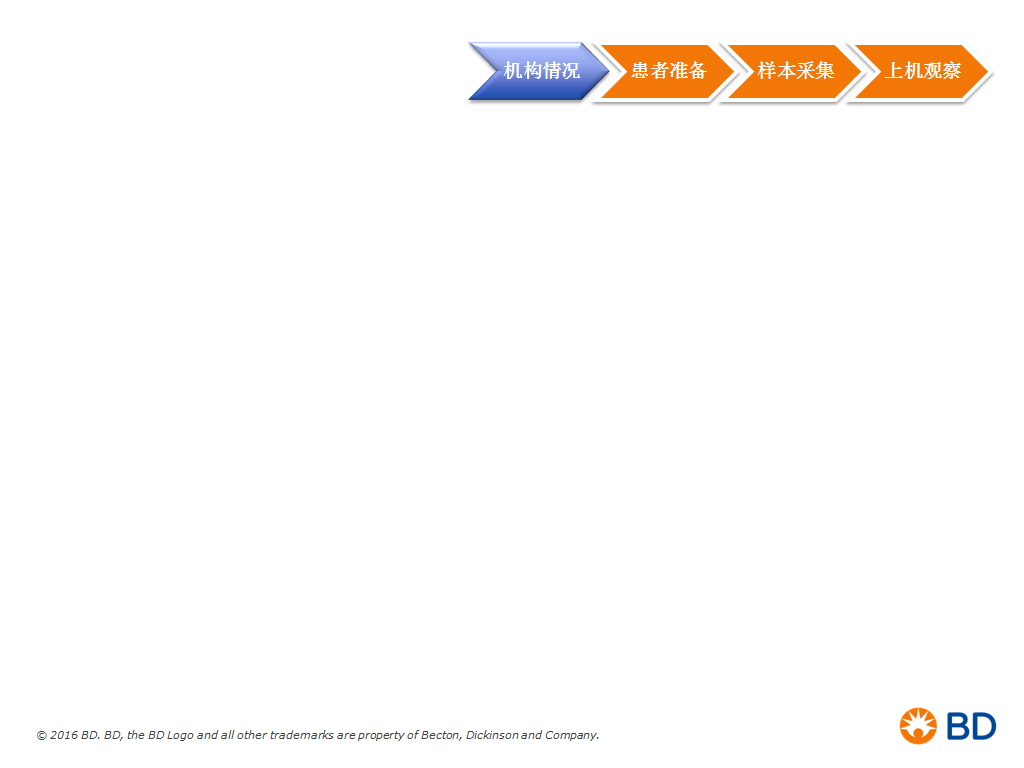 机构情况 患者准备 样本采集 上机观察
© 2016 BD. BD, the BD Logo and all other trademarks are property of Becton, Dickinson and Company.
BD